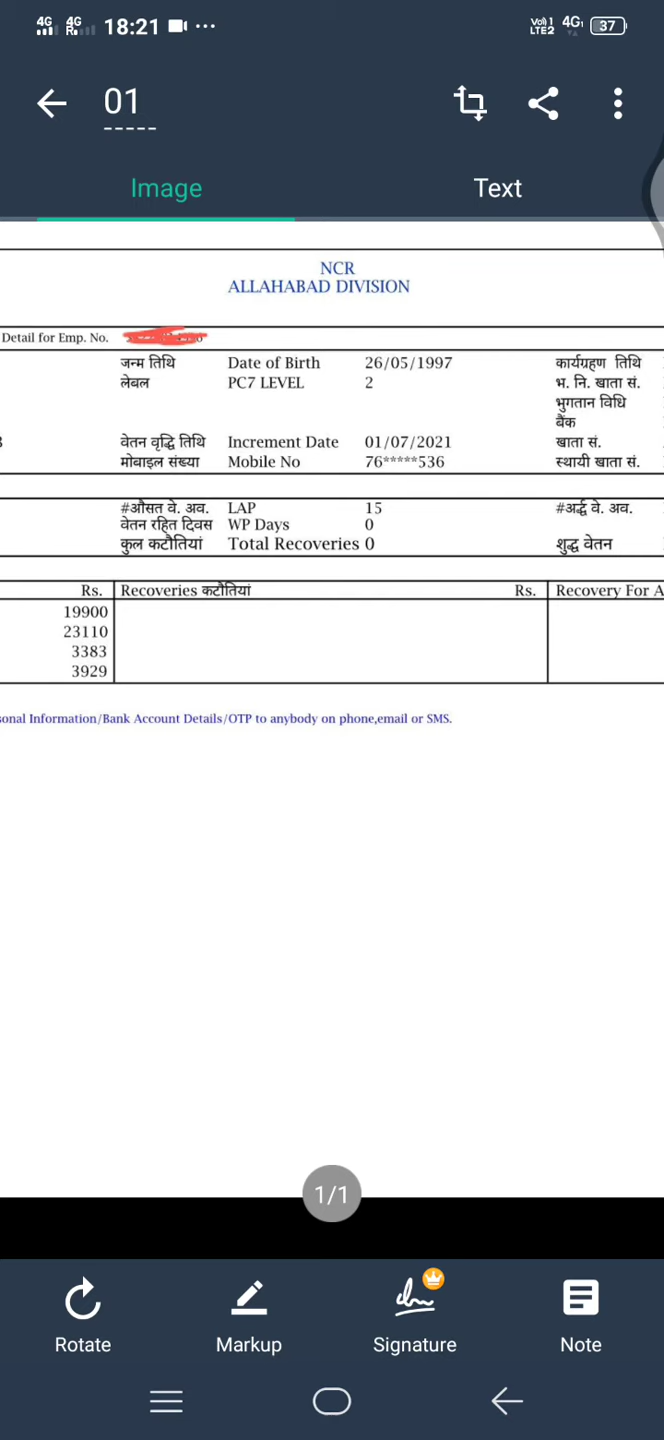 4G 4G R 18:21 ... Vo)) 1 LTE2 4G 37
01
Image Text
NCR
ALLAHABAD DIVISION
Detail for Emp. No.
जन्म तिथि Date of Birth 26/05/1997 कार्यग्रहण तिथि
लेवल PC7 LEVEL 2 भ. नि. खाता सं.
भुगतान विधि
बैंक
वेतन वृद्धि तिथि Increment Date 01/07/2021 खाता सं.
मोबाइल संख्या Mobile No 76*****536 स्थायी खाता सं.
#औसत वे. अव. LAP 15 #अर्द्ध वे. अव.
वेतन रहित दिवस WP Days 0
कुल कटौतियां Total Recoveries 0 शुद्ध वेतन
Rs. Recoveries कटौतियां Rs. Recovery For A
19900
23110
3383
3929
sonal Information/Bank Account Details/OTP to anybody on phone,email or SMS.
1/1
Rotate Markup Signature Note